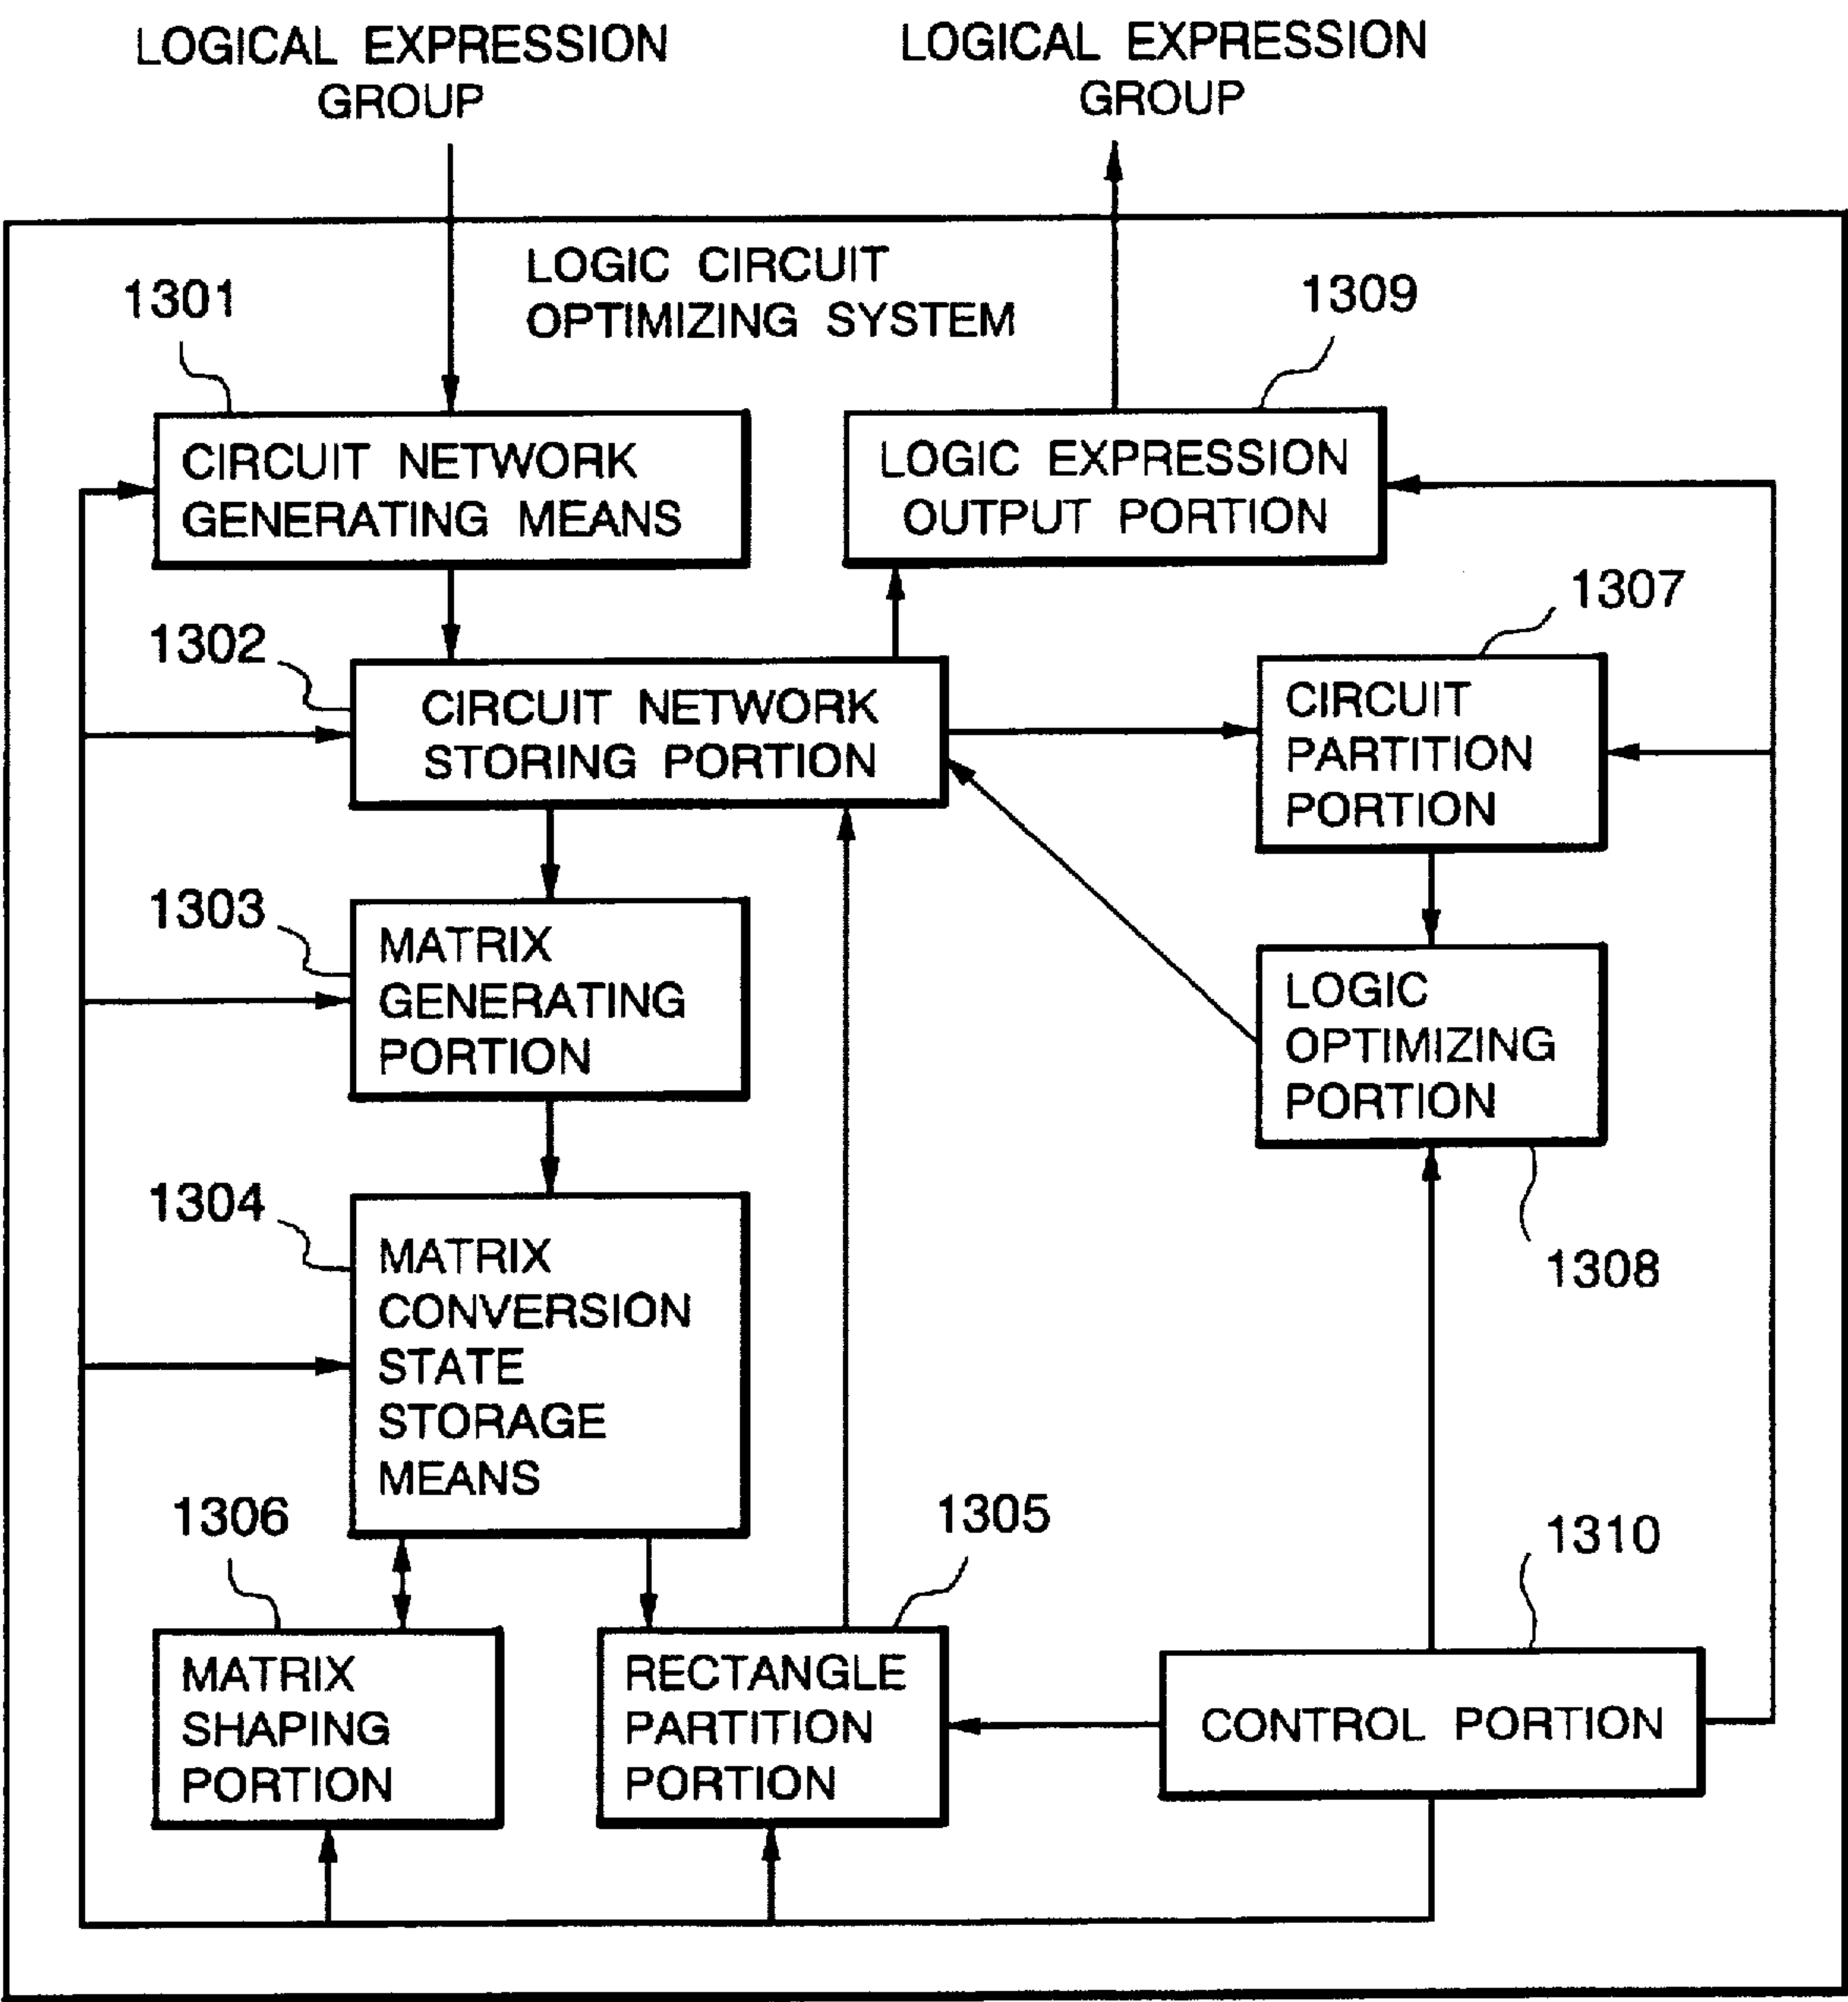 LOGICAL EXPRESSION
GROUP
LOGICAL EXPRESSION
GROUP
LOGIC CIRCUIT
OPTIMIZING SYSTEM
1301
1309
CIRCUIT NETWORK
GENERATING MEANS
LOGIC EXPRESSION
OUTPUT PORTION
1307
1302
CIRCUIT NETWORK
STORING PORTION
CIRCUIT
PARTITION
PORTION
1303
MATRIX
GENERATING
PORTION
LOGIC
OPTIMIZING
PORTION
1308
1304
MATRIX
CONVERSION
STATE
STORAGE
MEANS
1306
1305
1310
MATRIX
SHAPING
PORTION
RECTANGLE
PARTITION
PORTION
CONTROL PORTION